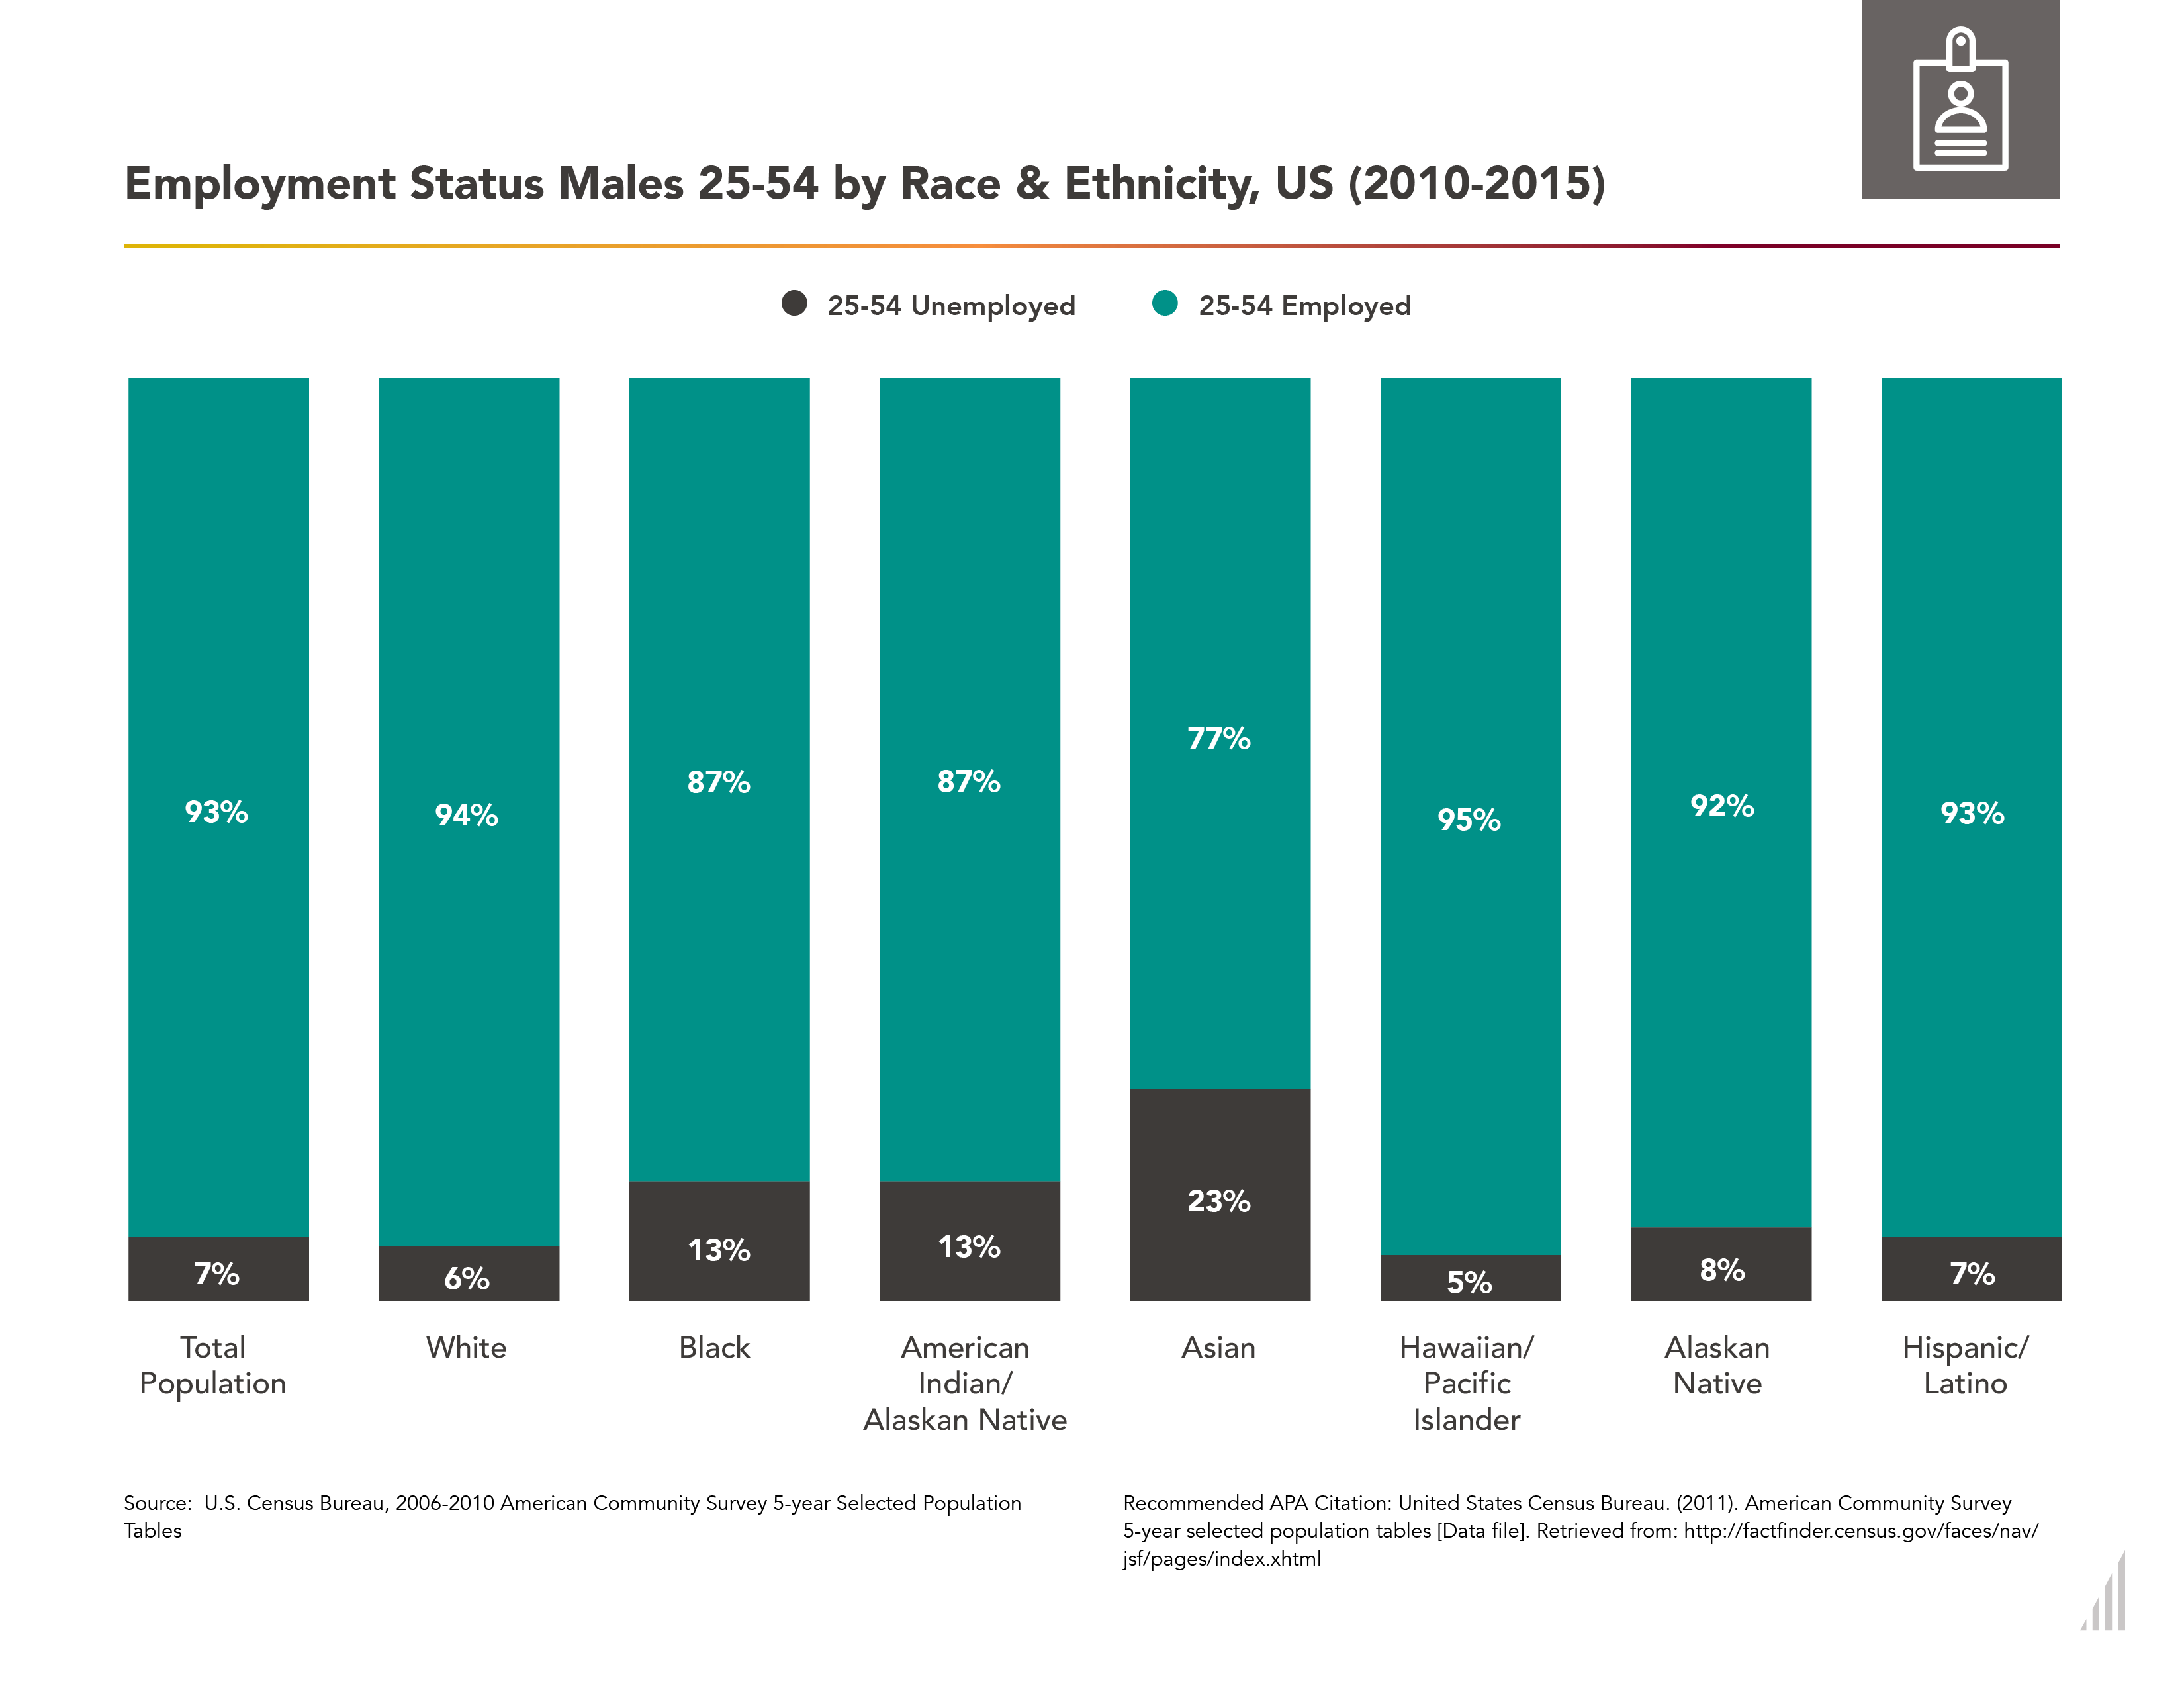 Employment Status Males 25-54 by Race & Ethnicity, US (2010-2015)
25-54 Unemployed
25-54 Employed
93%
94%
87%
87%
77%
95%
92%
93%
7%
6%
13%
13%
23%
5%
8%
7%
Total
Population
White
Black
American
Indian/
Alaskan Native
Asian
Hawaiian/
Pacific
Islander
Alaskan
Native
Hispanic/
Latino
Source:  U.S. Census Bureau, 2006-2010 American Community Survey 5-year Selected Population
Tables
Recommended APA Citation: United States Census Bureau. (2011). American Community Survey
5-year selected population tables [Data file]. Retrieved from: http://factfinder.census.gov/faces/nav/
jsf/pages/index.xhtml